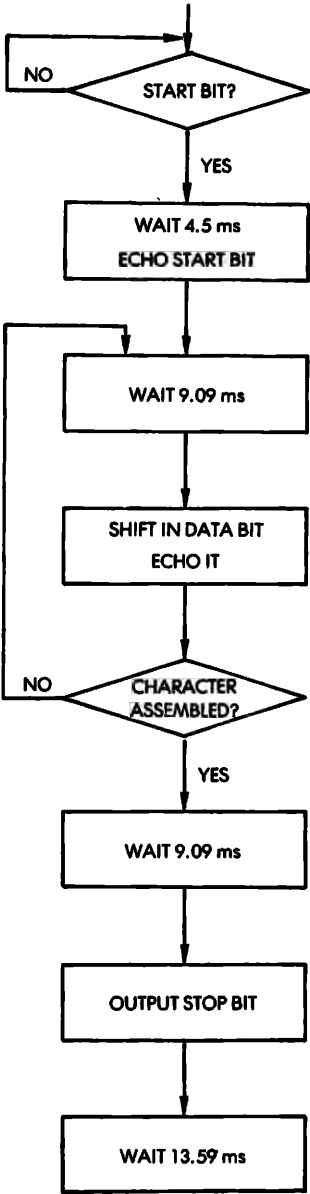 START BIT?
NO
YES
WAIT 4.5 ms
ECHO START BIT
WAIT 9.09 ms
SHIFT IN DATA BIT
ECHO IT
CHARACTER
ASSEMBLED?
NO
YES
WAIT 9.09 ms
OUTPUT STOP BIT
WAIT 13.59 ms